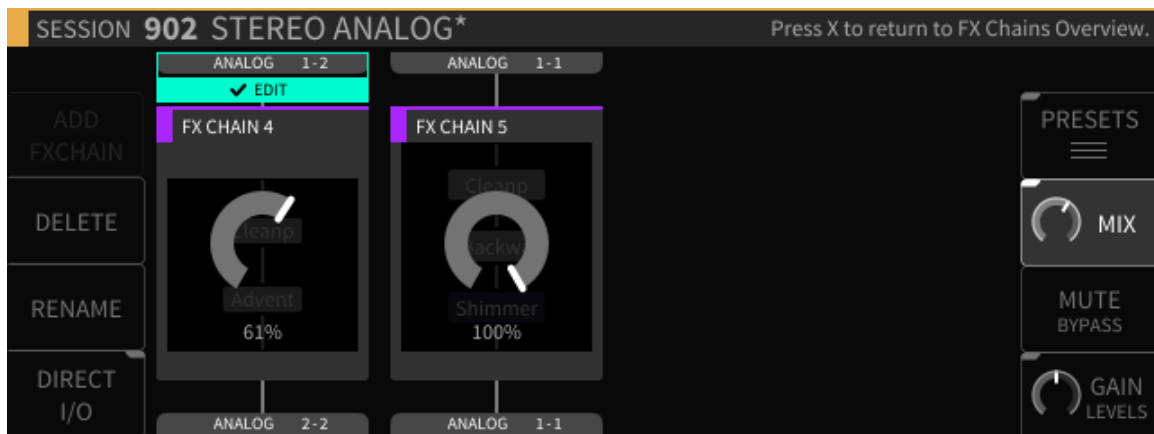 SESSION 902 STEREO ANALOG* Press X to return to FX Chains Overview.
ANALOG 1-2 ANALOG 1-1
EDIT
ADD
FXCHAIN
FX CHAIN 4 FX CHAIN 5
PRESETS
Cleanp
DELETE
Cleanp
Backwa
MIX
RENAME
Advent
Shimmer
61% 100%
MUTE
BYPASS
DIRECT
I/O
GAIN
LEVELS
ANALOG 2-2 ANALOG 1-1